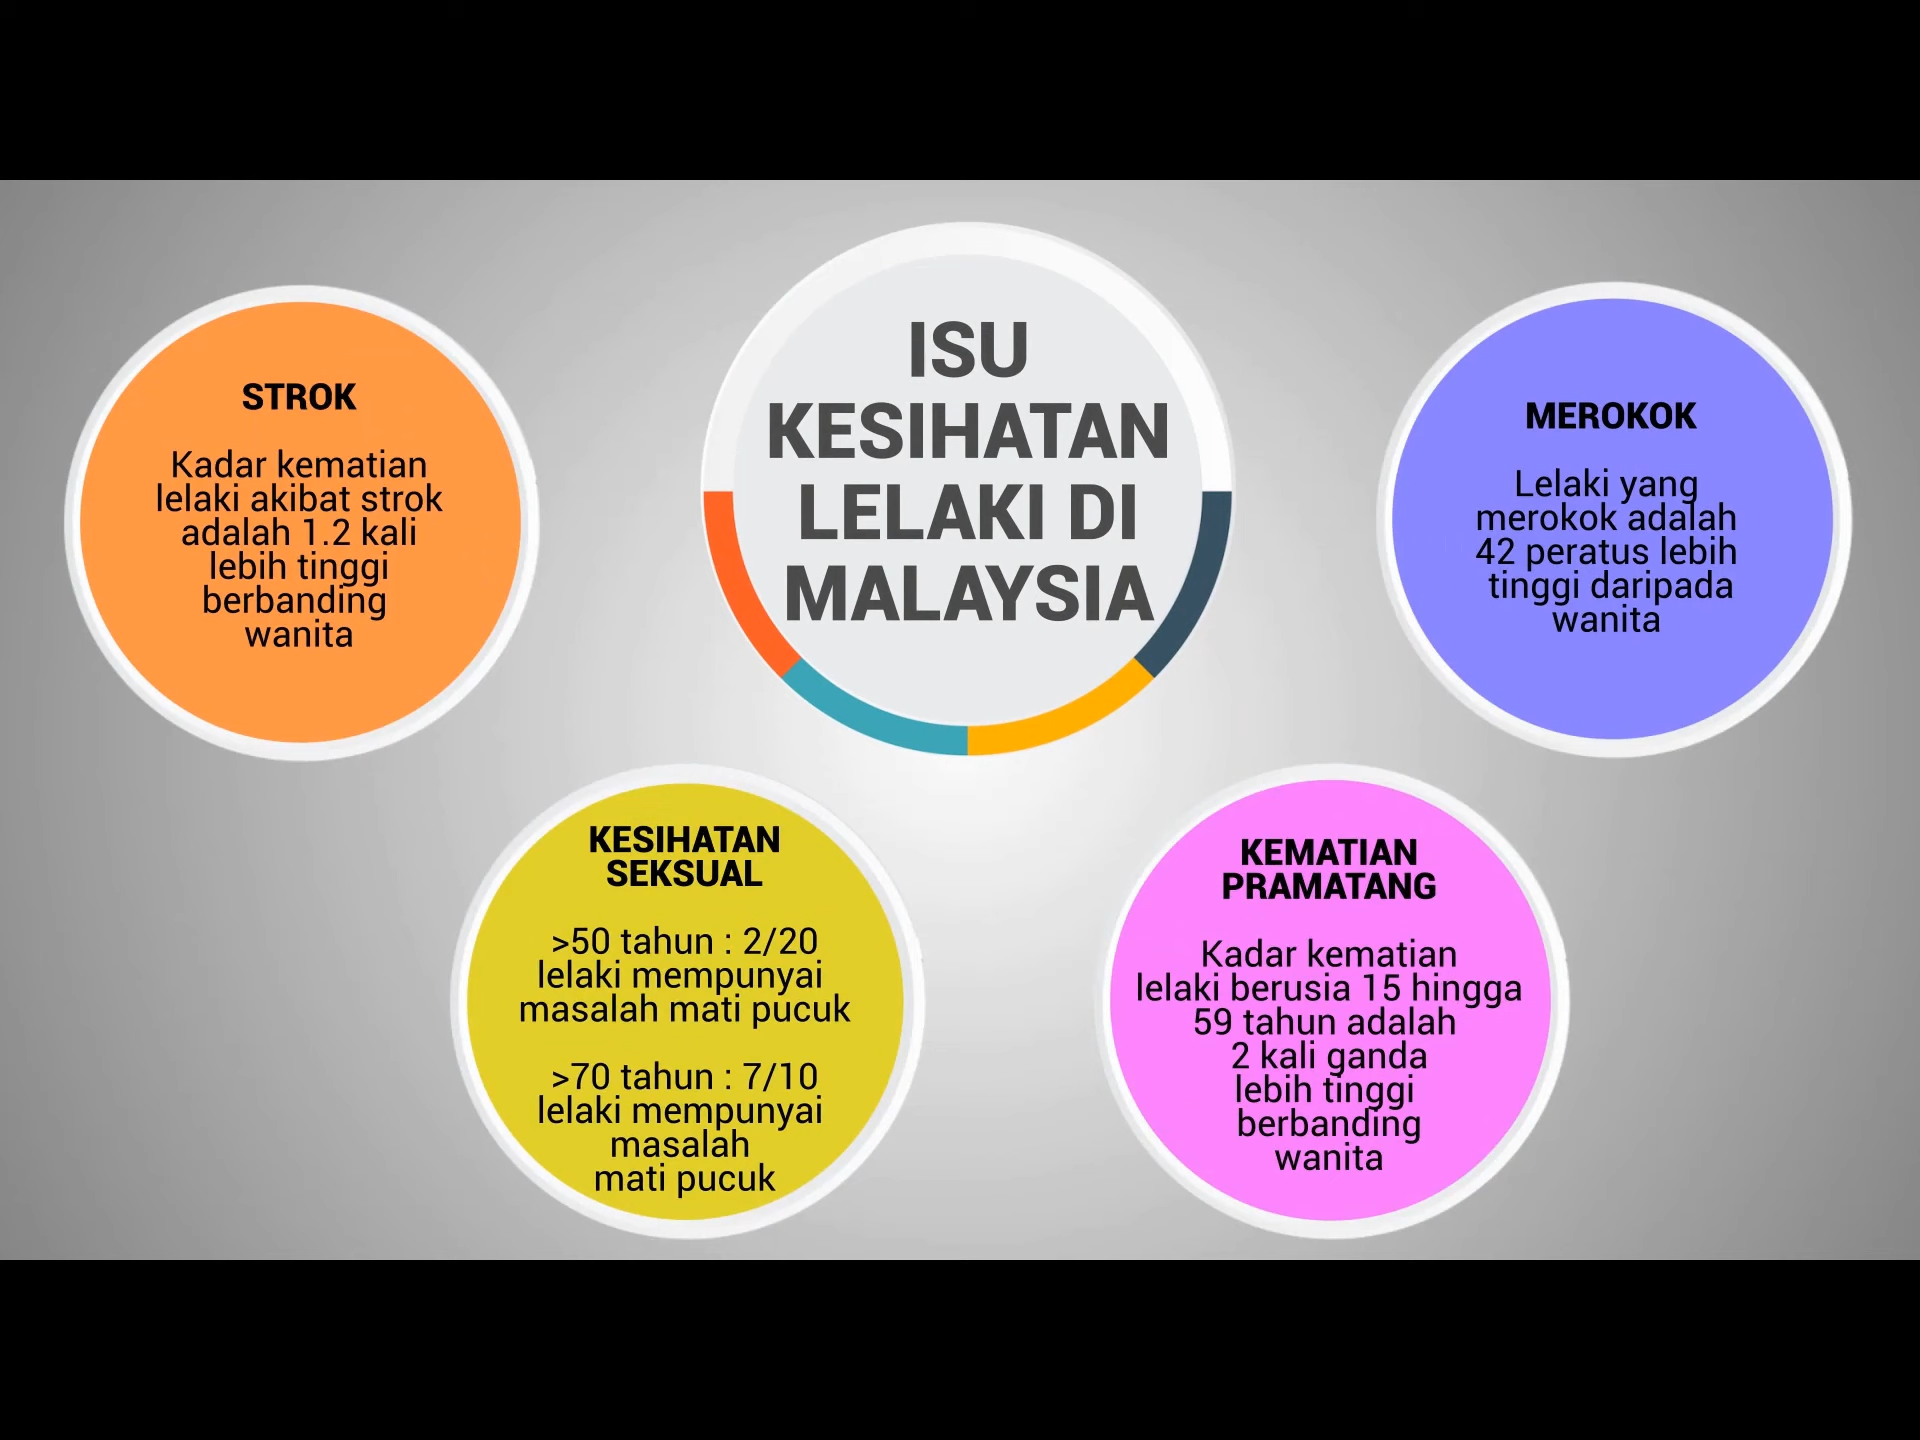 ISU
KESIHATAN
LELAKI DI
MALAYSIA
STROK
Kadar kematian
lelaki akibat strok
adalah 1.2 kali
lebih tinggi
berbanding
wanita
MEROKOK
Lelaki yang
merokok adalah
42 peratus lebih
tinggi daripada
wanita
KESIHATAN
SEKSUAL
>50 tahun : 2/20
lelaki mempunyai
masalah mati pucuk
>70 tahun : 7/10
lelaki mempunyai
masalah
mati pucuk
KEMATIAN
PRAMATANG
Kadar kematian
lelaki berusia 15 hingga
59 tahun adalah
2 kali ganda
lebih tinggi
berbanding
wanita